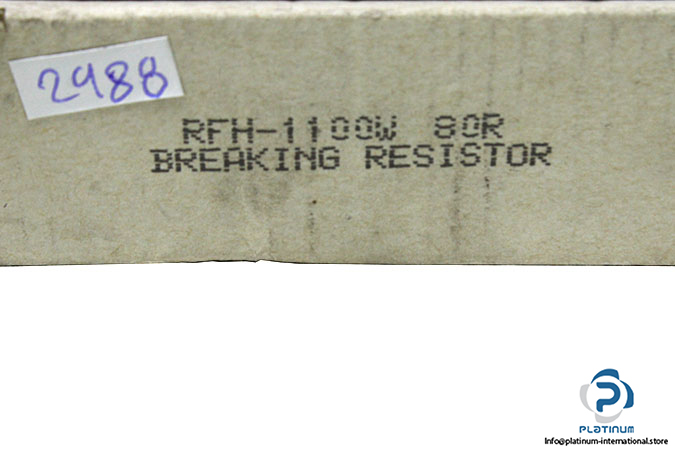 2988
RFH-1100W 80R
BREAKING RESISTOR
PLATINUM
Info@platinum-international.store